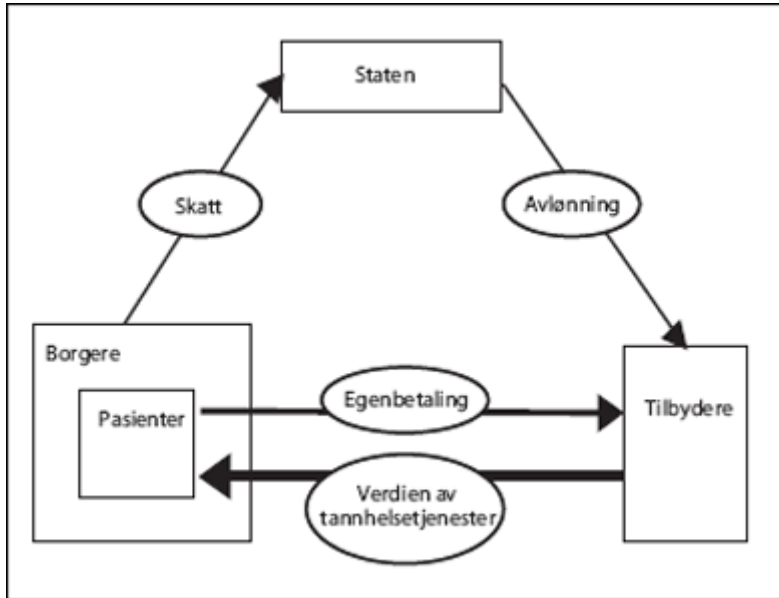 Staten
Skatt
Avlønning
Borgere
Pasienter
Egenbetaling
Tilbydere
Verdien av
tannhelsetjenester